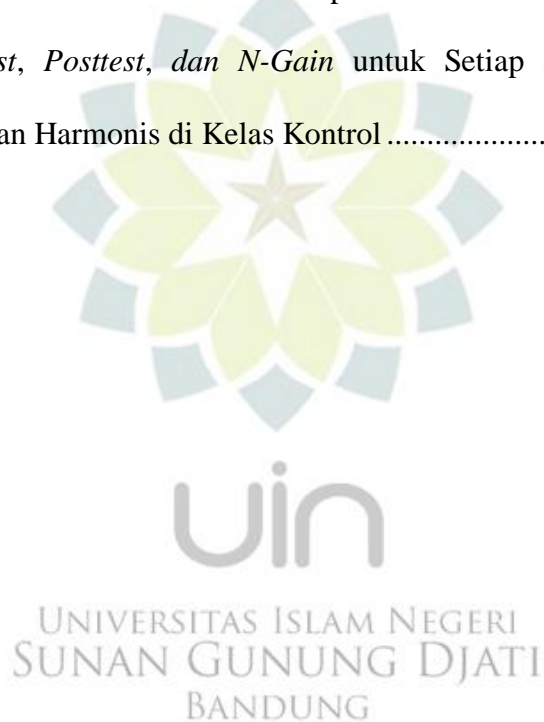 st, Posttest, dan N-Gain untuk Setiap
an Harmonis di Kelas Kontrol .....................
uin
UNIVERSITAS ISLAM NEGERI
SUNAN GUNUNG DJATI
BANDUNG